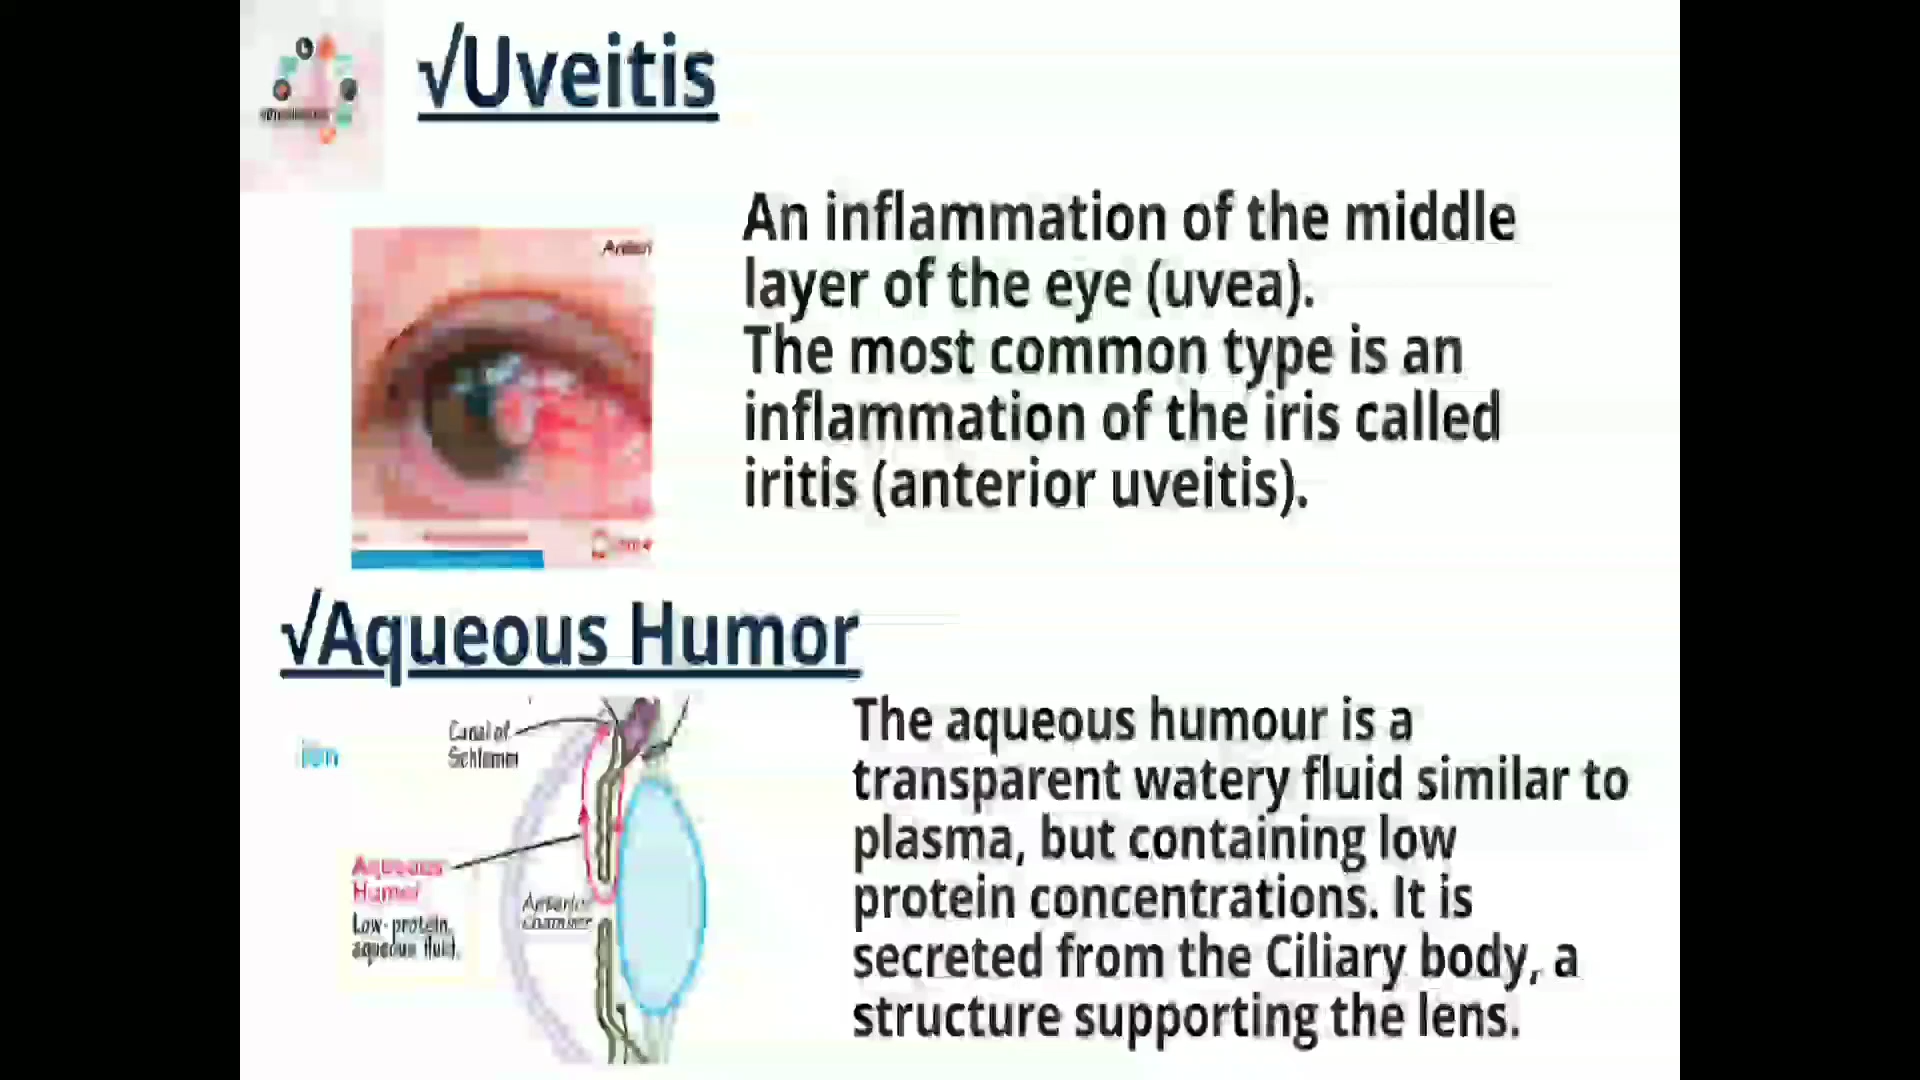 √Uveitis
An inflammation of the middle
layer of the eye (uvea).
The most common type is an
inflammation of the iris called
iritis (anterior uveitis).
√Aqueous Humor
Canal of
Schlemm
Aqueous
Humor
Low-protein,
aqueous fluid.
Anterior
chamber
The aqueous humour is a
transparent watery fluid similar to
plasma, but containing low
protein concentrations. It is
secreted from the Ciliary body, a
structure supporting the lens.